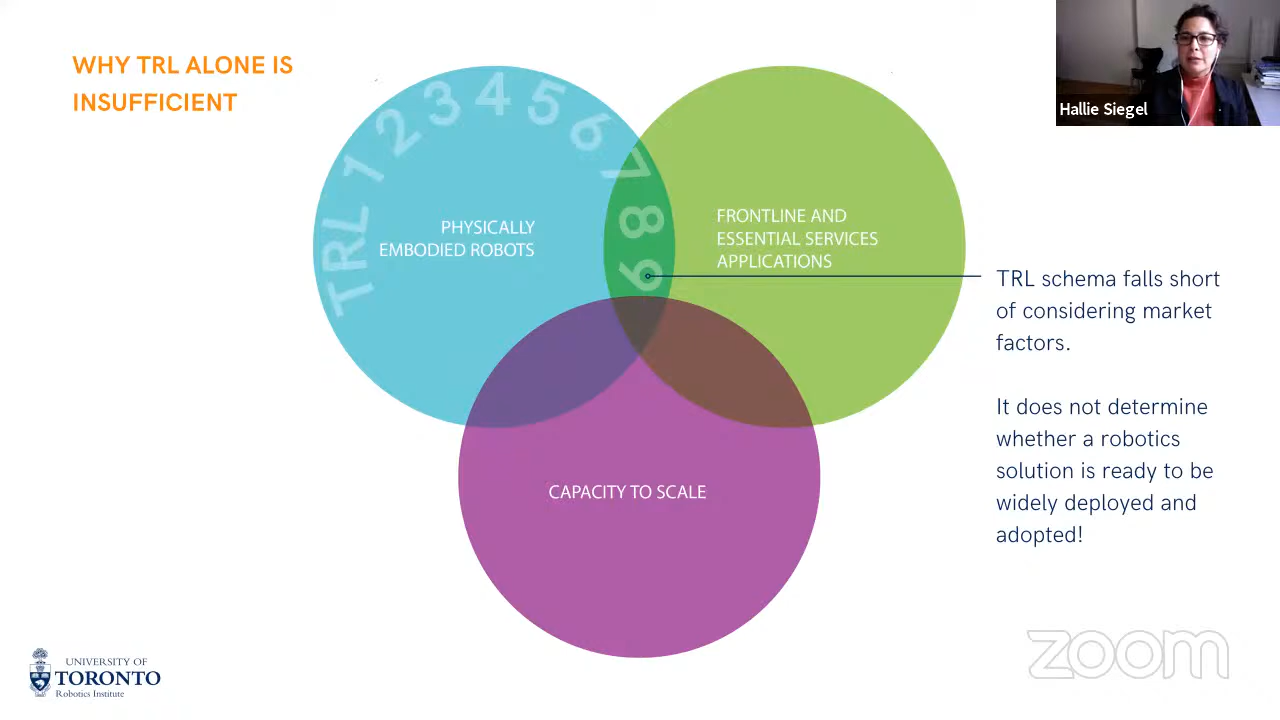 WHY TRL ALONE IS
INSUFFICIENT
TRL 1 2 3 4 5 6 7 8 9
PHYSICALLY
EMBODIED ROBOTS
FRONTLINE AND
ESSENTIAL SERVICES
APPLICATIONS
CAPACITY TO SCALE
TRL schema falls short
of considering market
factors.
It does not determine
whether a robotics
solution is ready to be
widely deployed and
adopted!
Hallie Siegel
UNIVERSITY OF
TORONTO
Robotics Institute
zoom